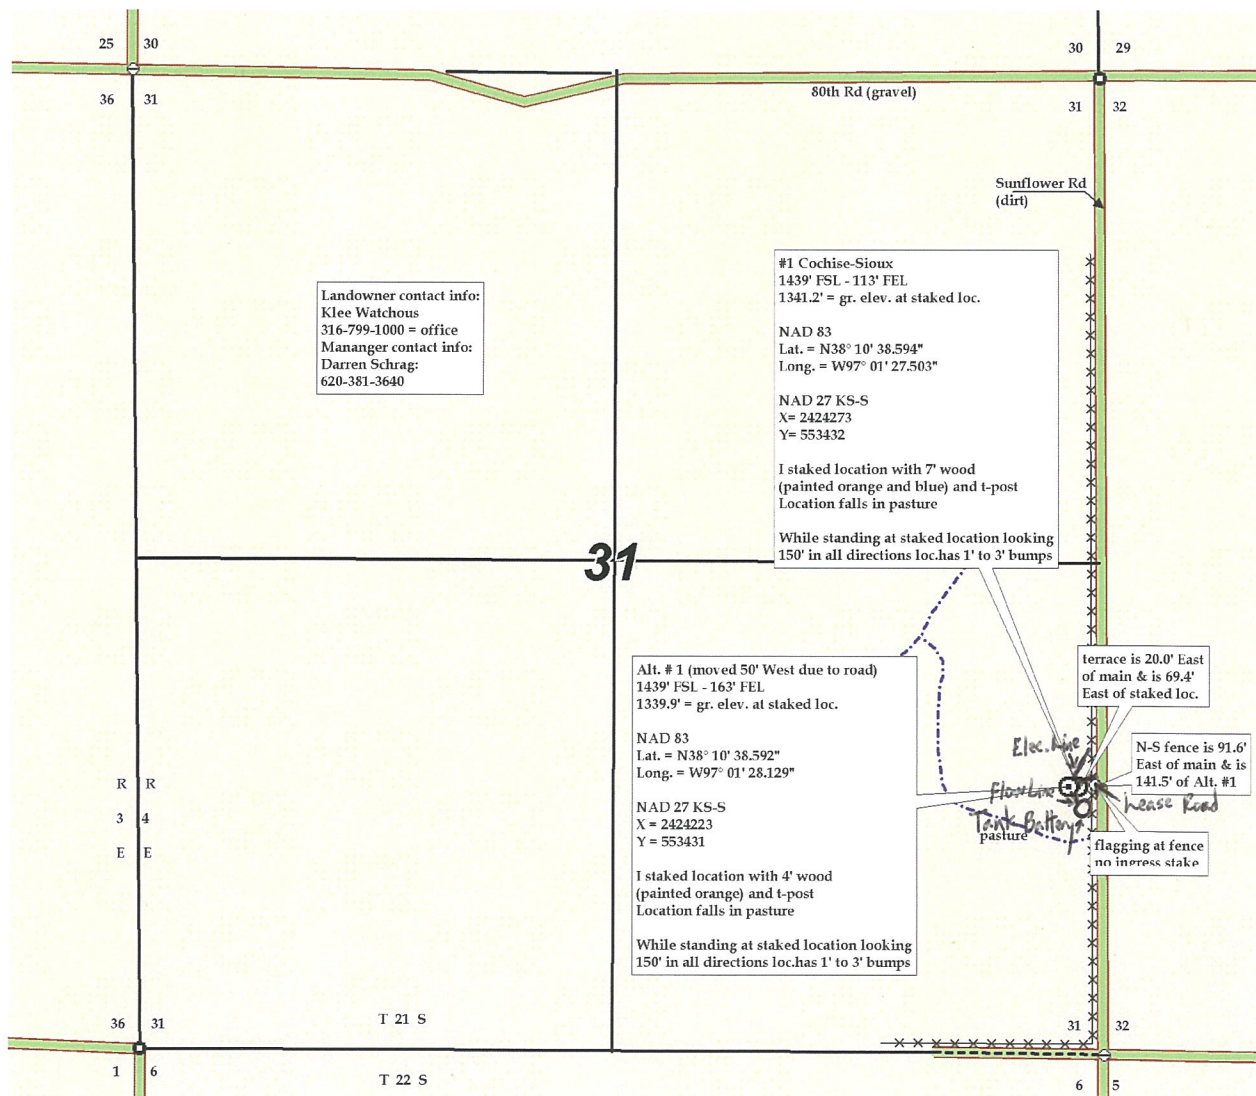 25 30
30 29
36 31
80th Rd (gravel)
31 32
Sunflower Rd
(dirt)
#1 Cochise-Sioux
1439' FSL - 113' FEL
1341.2' = gr. elev. at staked loc.
NAD 83
Lat. = N38° 10' 38.594"
Long. = W97° 01' 27.503"
NAD 27 KS-S
X= 2424273
Y= 553432
I staked location with 7' wood
(painted orange and blue) and t-post
Location falls in pasture
While standing at staked location looking
150' in all directions loc.has 1' to 3' bumps
Landowner contact info:
Klee Watchous
316-799-1000 = office
Mananger contact info:
Darren Schrag:
620-381-3640
31
Alt. # 1 (moved 50' West due to road)
1439' FSL - 163' FEL
1339.9' = gr. elev. at staked loc.
NAD 83
Lat. = N38° 10' 38.592"
Long. = W97° 01' 28.129"
NAD 27 KS-S
X = 2424223
Y = 553431
I staked location with 4' wood
(painted orange) and t-post
Location falls in pasture
While standing at staked location looking
150' in all directions loc.has 1' to 3' bumps
terrace is 20.0' East
of main & is 69.4'
East of staked loc.
Elec. Line
N-S fence is 91.6'
East of main & is
141.5' of Alt. #1
Flow Line
Lease Road
Tank Battery
pasture
flagging at fence
no ingress stake
R R
3 4
E E
36 31
T 21 S
31 32
1 6
T 22 S
6 5